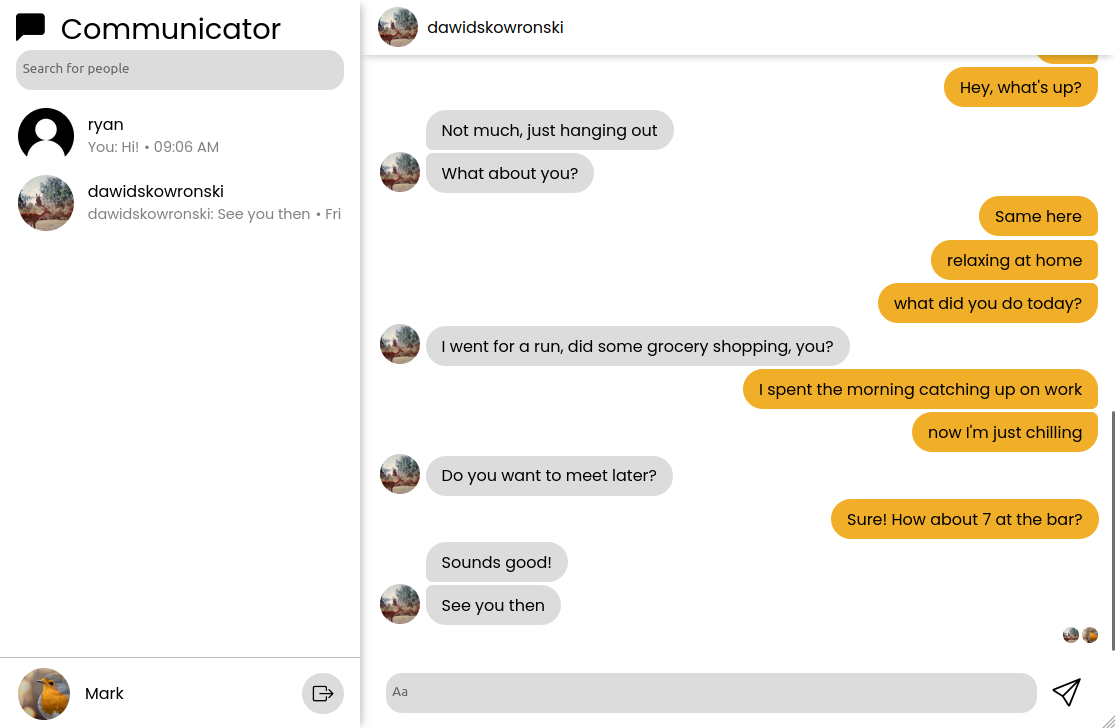 Communicator
Search for people
ryan
You: Hi! • 09:06 AM
dawidskowronski
dawidskowronski: See you then • Fri
Mark
dawidskowronski
Hey, what's up?
Not much, just hanging out
What about you?
Same here
relaxing at home
what did you do today?
I went for a run, did some grocery shopping, you?
I spent the morning catching up on work
now I'm just chilling
Do you want to meet later?
Sure! How about 7 at the bar?
Sounds good!
See you then
Aa